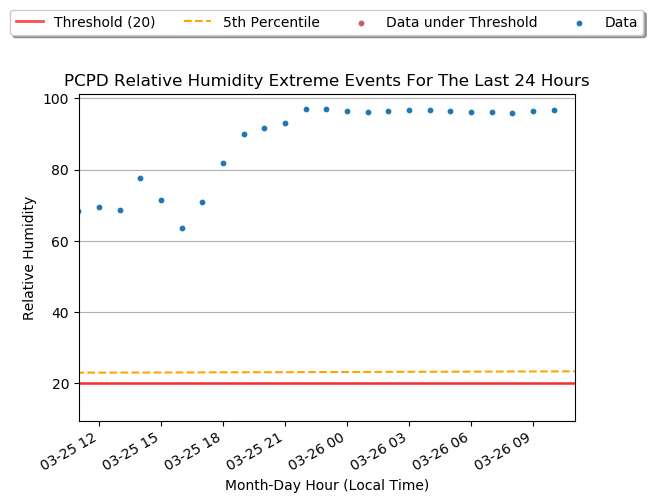 Threshold (20) 5th Percentile Data under Threshold Data
PCPD Relative Humidity Extreme Events For The Last 24 Hours
100
80
60
40
20
Relative Humidity
03-25 12 03-25 15 03-25 18 03-25 21 03-26 00 03-26 03 03-26 06 03-26 09
Month-Day Hour (Local Time)